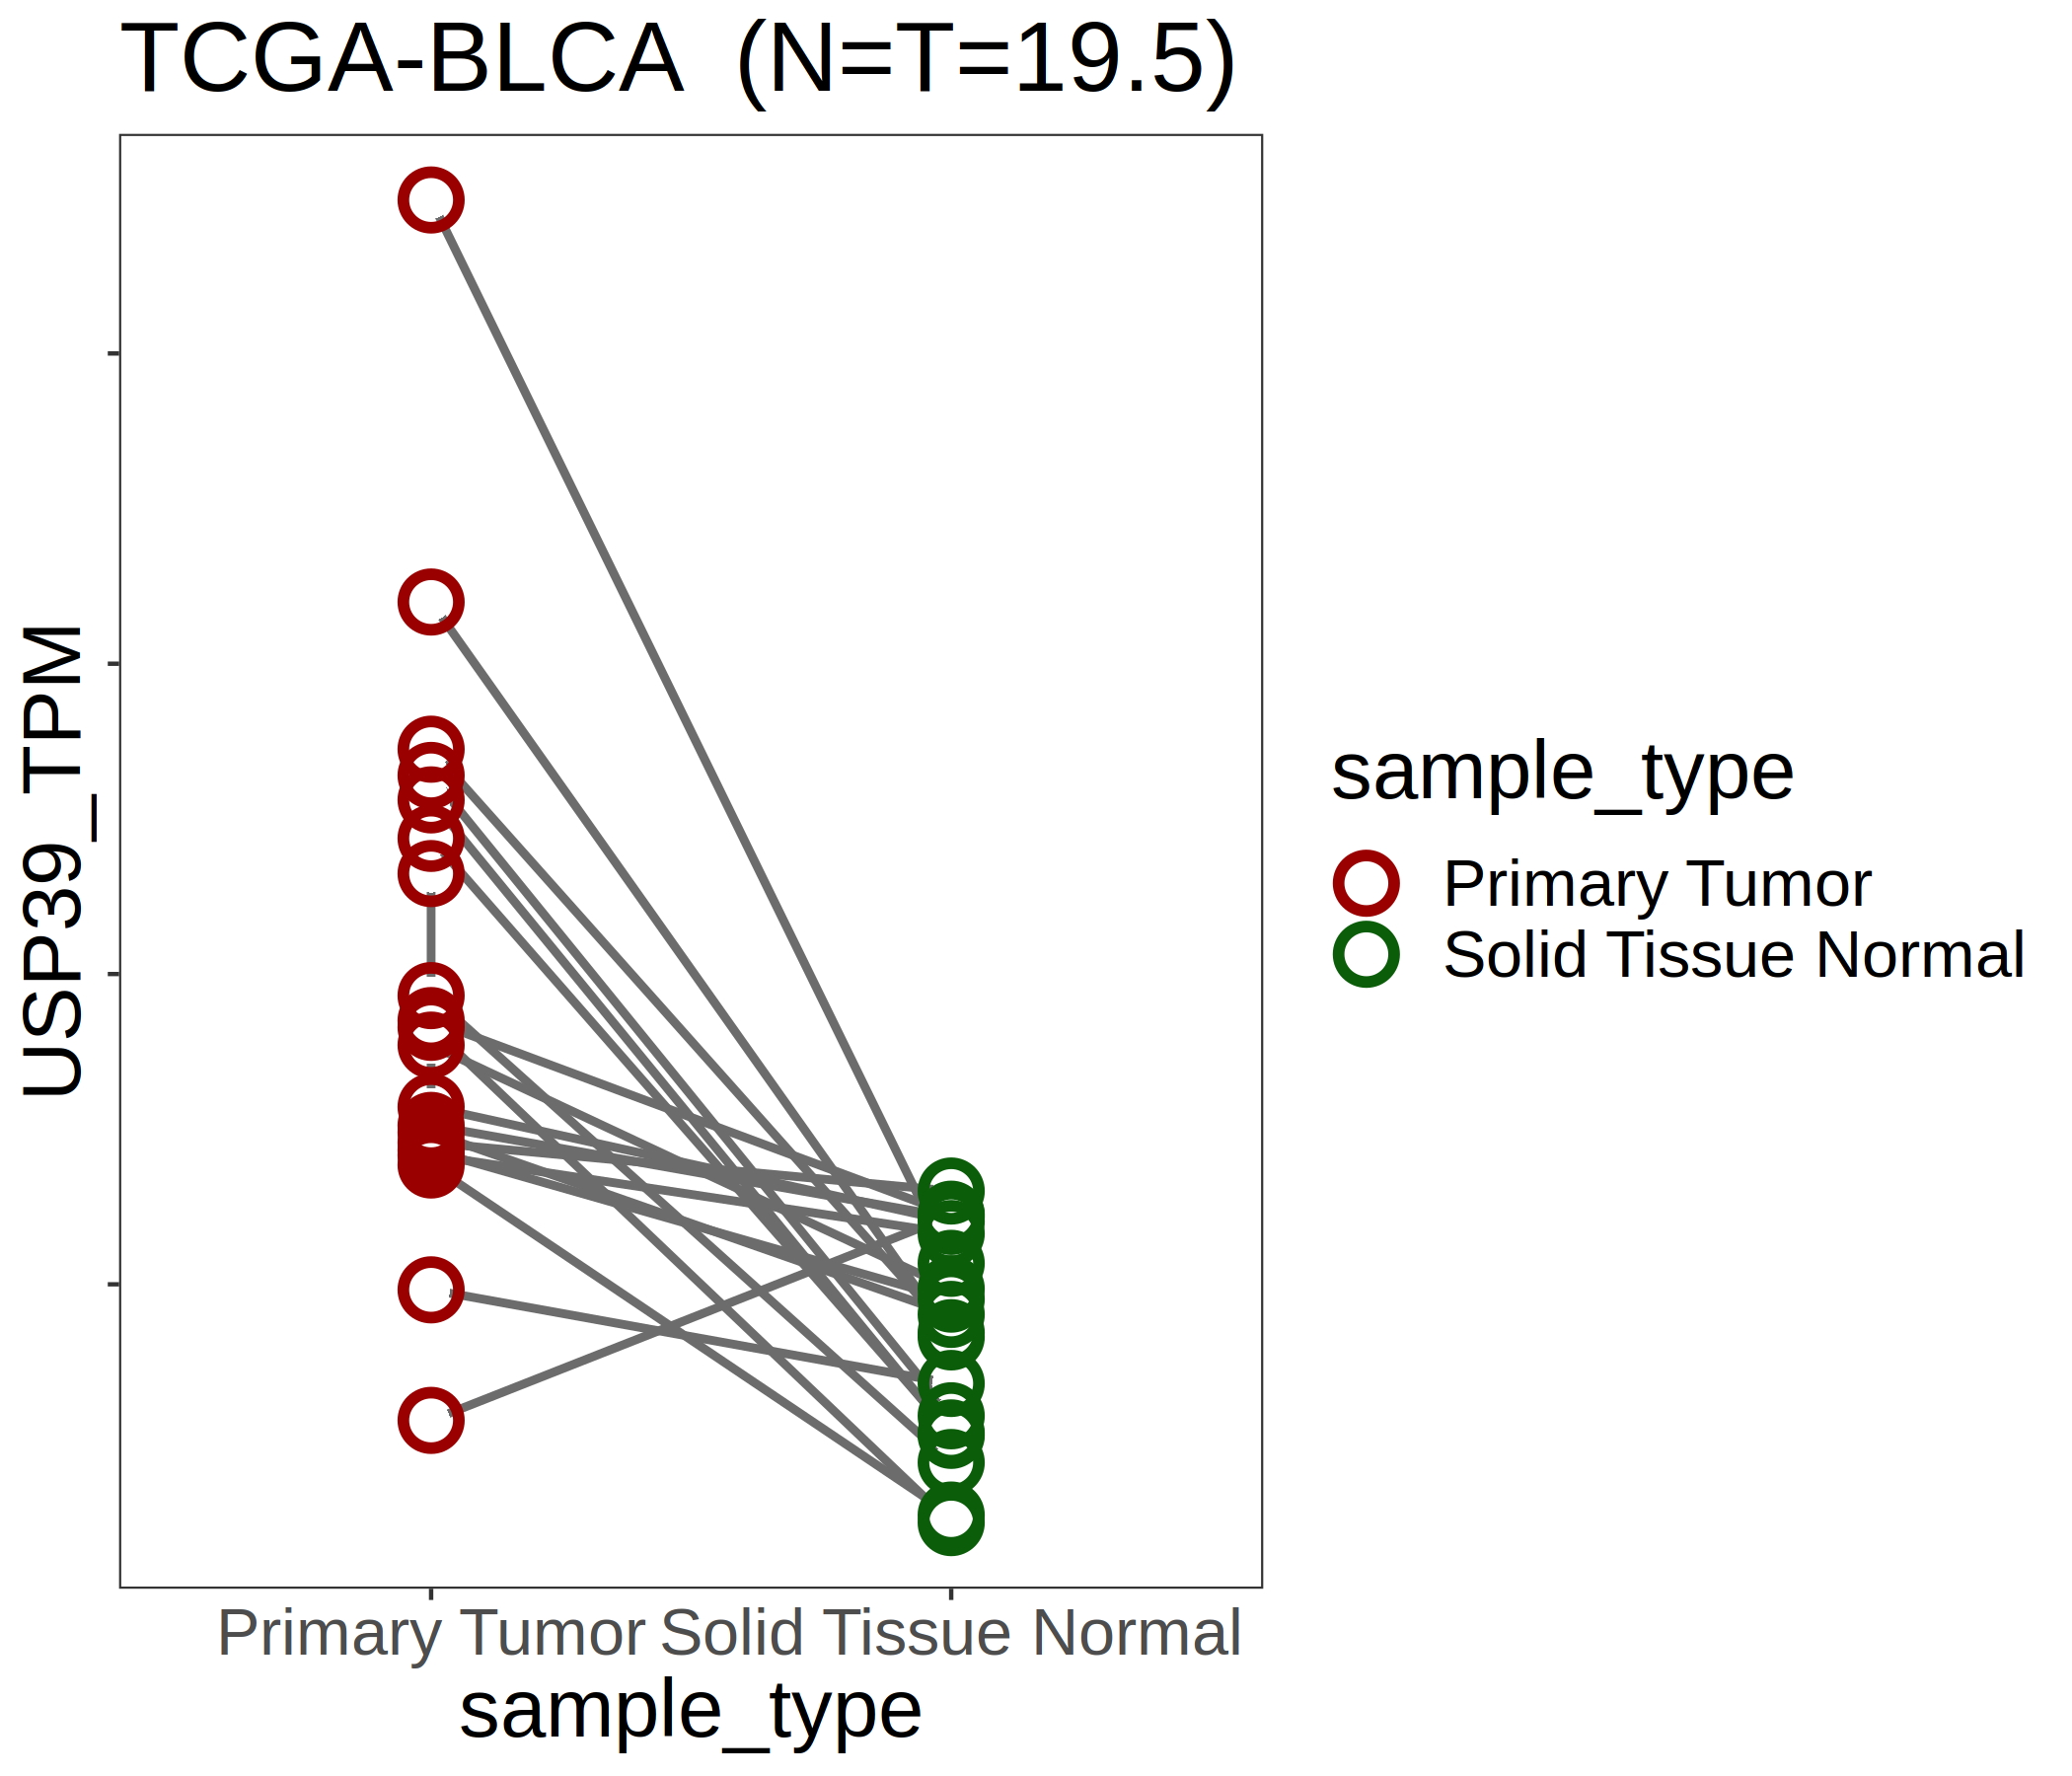 TCGA-BLCA  (N=T=19.5)
USP39_TPM
sample_type
Primary Tumor
Solid Tissue Normal
Primary Tumor Solid Tissue Normal
sample_type